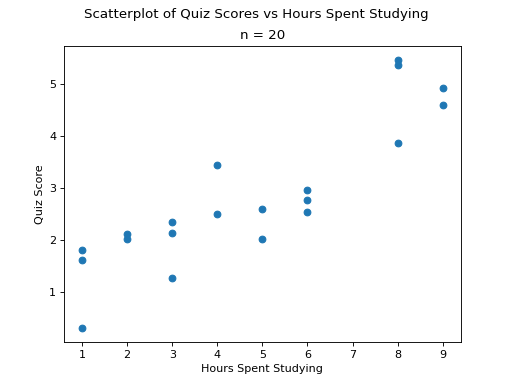 Scatterplot of Quiz Scores vs Hours Spent Studying
n = 20
5
4
3
2
1
Quiz Score
1 2 3 4 5 6 7 8 9
Hours Spent Studying